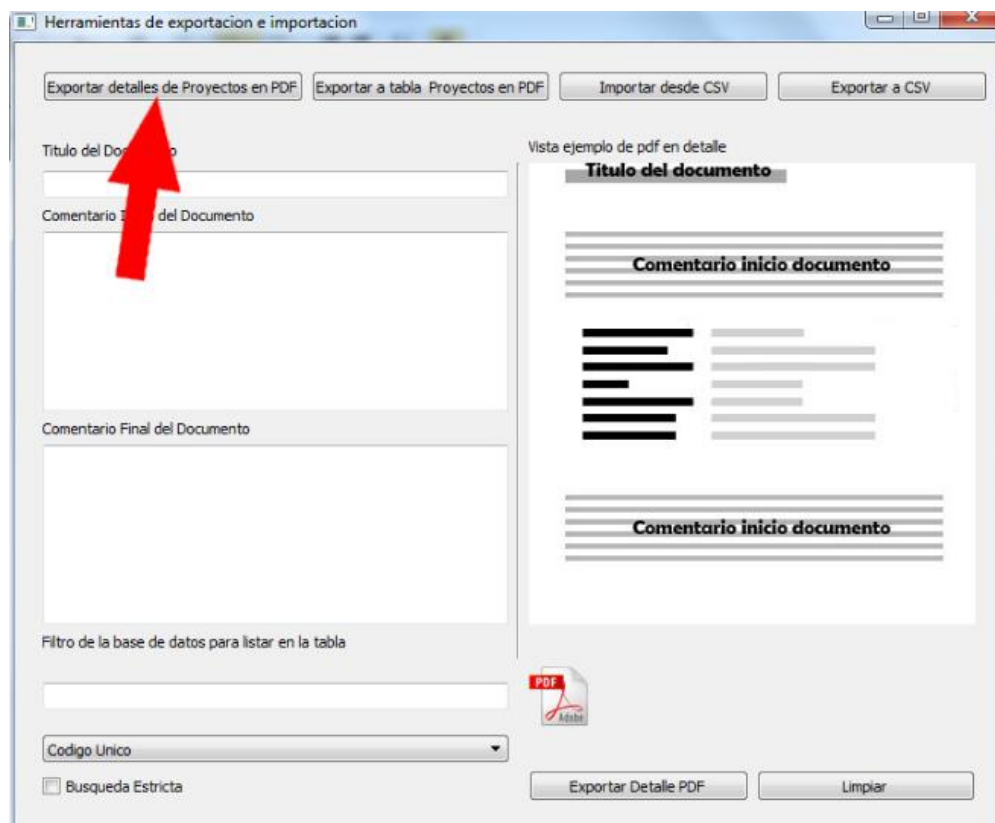 Herramientas de exportacion e importacion
Exportar detalles de Proyectos en PDF
Exportar a tabla Proyectos en PDF
Importar desde CSV
Exportar a CSV
Titulo del Do o
Comentario I del Documento
Comentario Final del Documento
Filtro de la base de datos para listar en la tabla
Codigo Unico
Busqueda Estricta
Vista ejemplo de pdf en detalle
Titulo del documento
Comentario inicio documento
Comentario inicio documento
PDF
Adobe
Exportar Detalle PDF
Limpiar